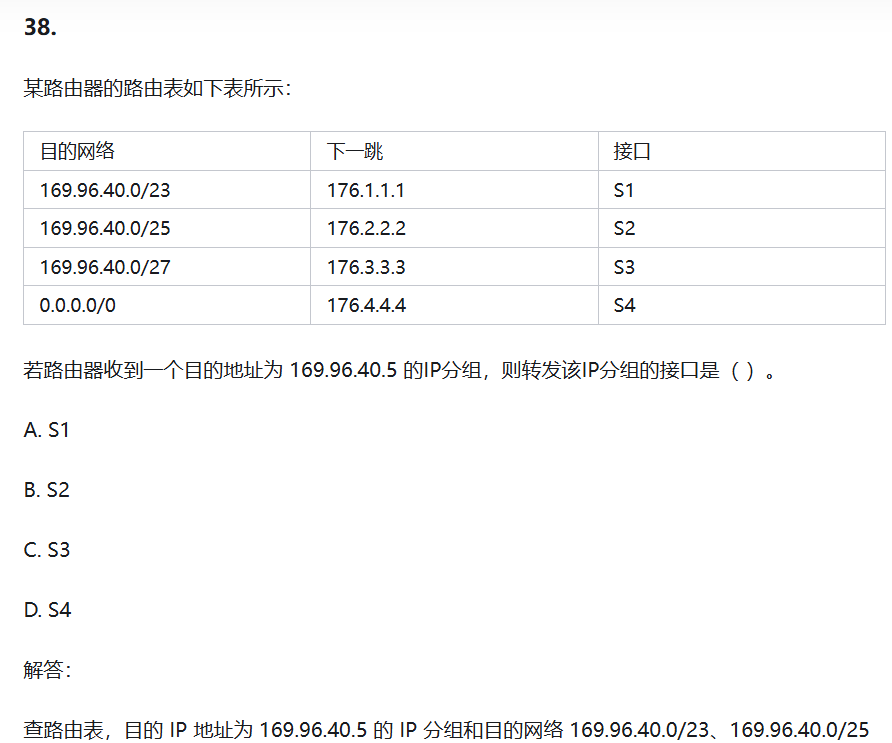 38.
某路由器的路由表如下表所示：
目的网络 下一跳 接口
169.96.40.0/23 176.1.1.1 S1
169.96.40.0/25 176.2.2.2 S2
169.96.40.0/27 176.3.3.3 S3
0.0.0.0/0 176.4.4.4 S4
若路由器收到一个目的地址为 169.96.40.5 的IP分组，则转发该IP分组的接口是（ ）。
A. S1
B. S2
C. S3
D. S4
解答：
查路由表，目的 IP 地址为 169.96.40.5 的 IP 分组和目的网络 169.96.40.0/23、169.96.40.0/25